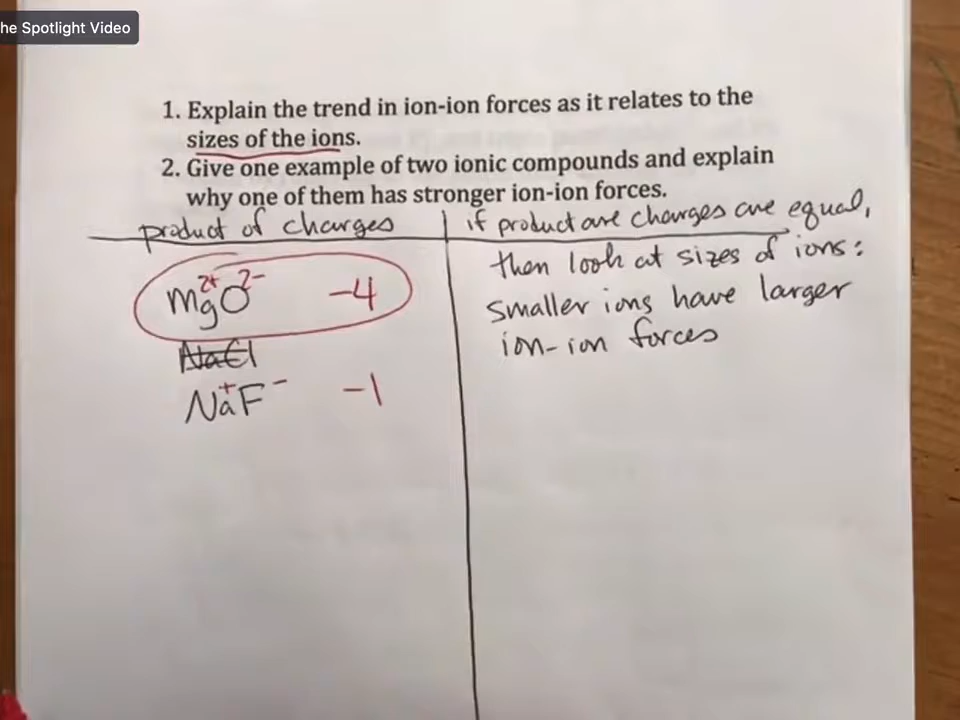 he Spotlight Video
1. Explain the trend in ion-ion forces as it relates to the
sizes of the ions.
2. Give one example of two ionic compounds and explain
why one of them has stronger ion-ion forces.
product of charges
Mg²⁺O²⁻ -4
NaCl
Na⁺F⁻ -1
if product are charges are equal,
then look at sizes of ions:
smaller ions have larger
ion-ion forces